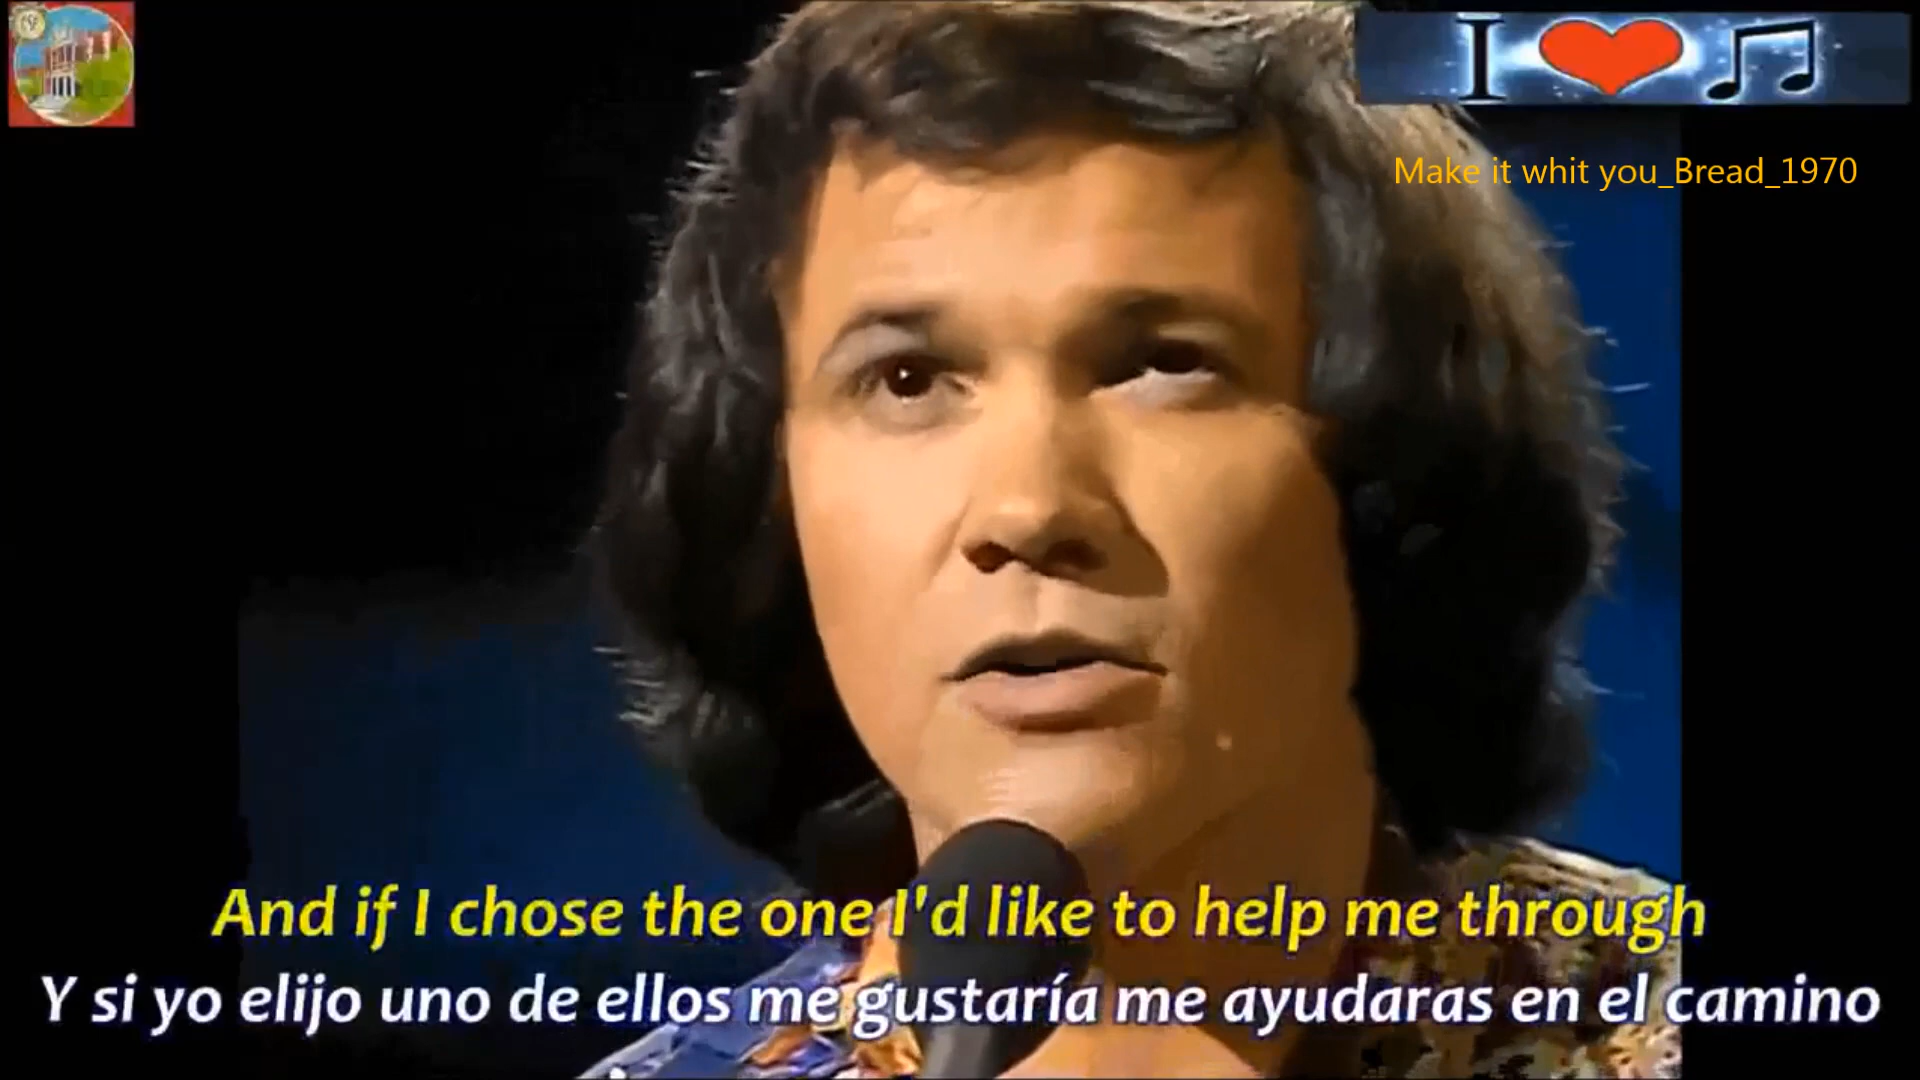 I
Make it whit you_Bread_1970
And if I chose the one I'd like to help me through
Y si yo elijo uno de ellos me gustaría me ayudaras en el camino